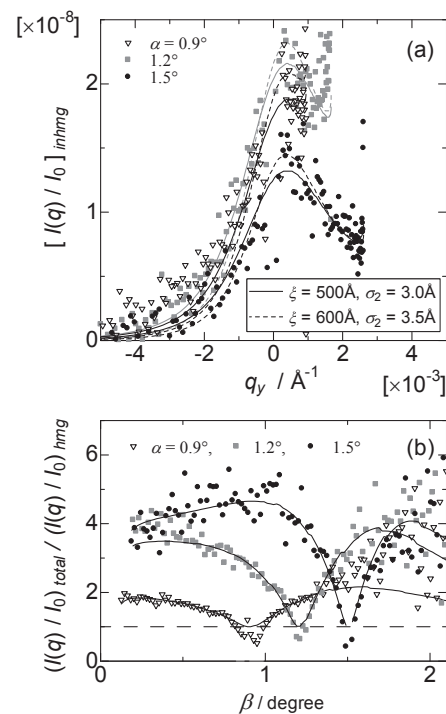 [×10⁻⁸]
(a)
α = 0.9°
1.2°
1.5°
2
1
0
[ I(q) / I₀ ]inhmg
ξ = 500Å, σ₂ = 3.0Å
ξ = 600Å, σ₂ = 3.5Å
-4 -2 0 2 4
q_y / Å⁻¹ [×10⁻³]
(b)
α = 0.9°, 1.2°, 1.5°
6
4
2
0
(I(q) / I₀)total / (I(q) / I₀)hmg
0 1 2
β / degree